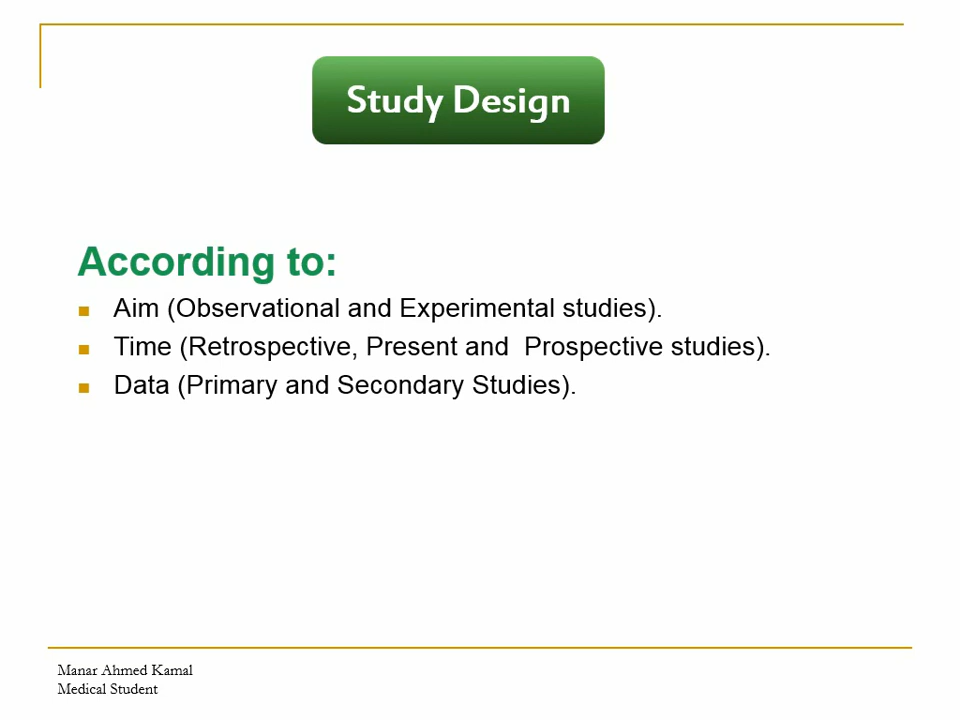 Study Design
According to:
Aim (Observational and Experimental studies).
Time (Retrospective, Present and  Prospective studies).
Data (Primary and Secondary Studies).
Manar Ahmed Kamal
Medical Student